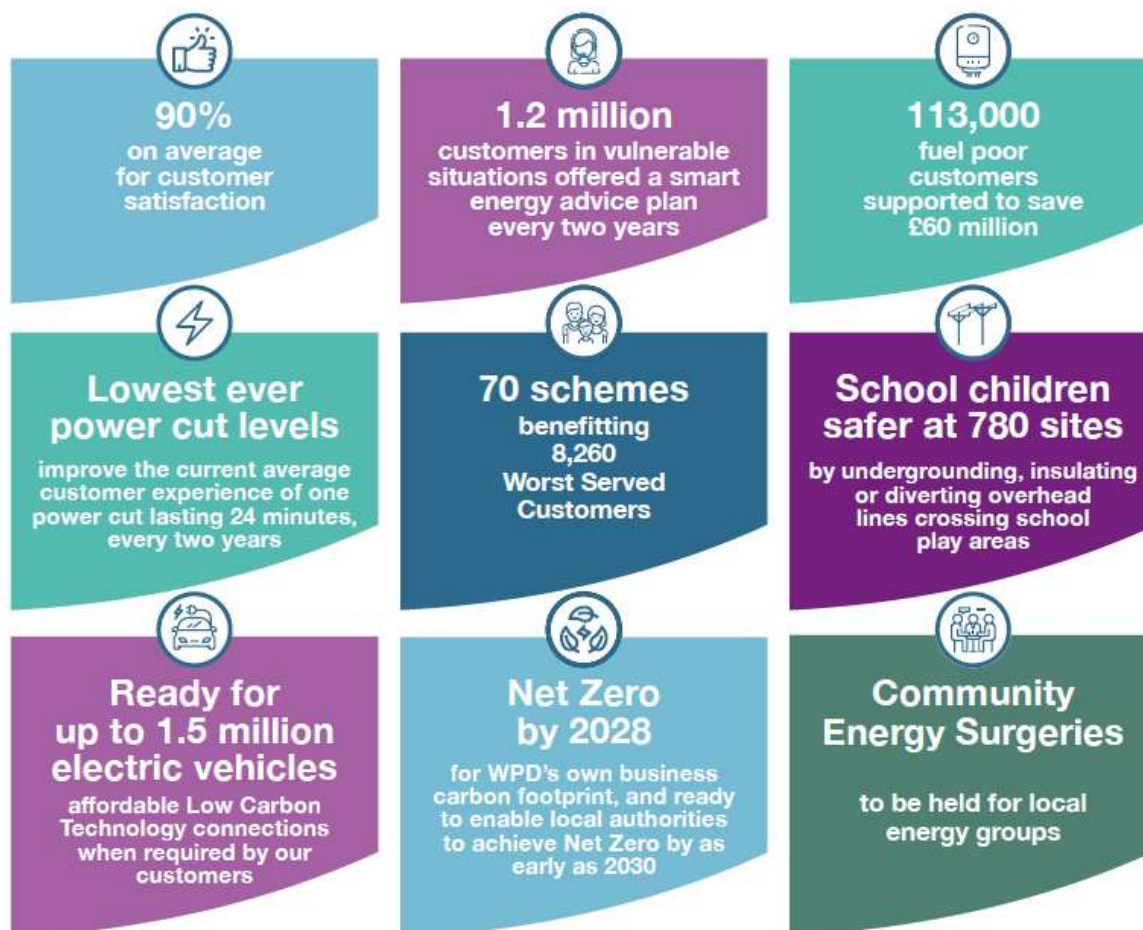 90%
on average
for customer
satisfaction
1.2 million
customers in vulnerable
situations offered a smart
energy advice plan
every two years
113,000
fuel poor
customers
supported to save
£60 million
Lowest ever
power cut levels
improve the current average
customer experience of one
power cut lasting 24 minutes,
every two years
70 schemes
benefitting
8,260
Worst Served
Customers
School children
safer at 780 sites
by undergrounding, insulating
or diverting overhead
lines crossing school
play areas
Ready for
up to 1.5 million
electric vehicles
affordable Low Carbon
Technology connections
when required by our
customers
Net Zero
by 2028
for WPD's own business
carbon footprint, and ready
to enable local authorities
to achieve Net Zero by as
early as 2030
Community
Energy Surgeries
to be held for local
energy groups